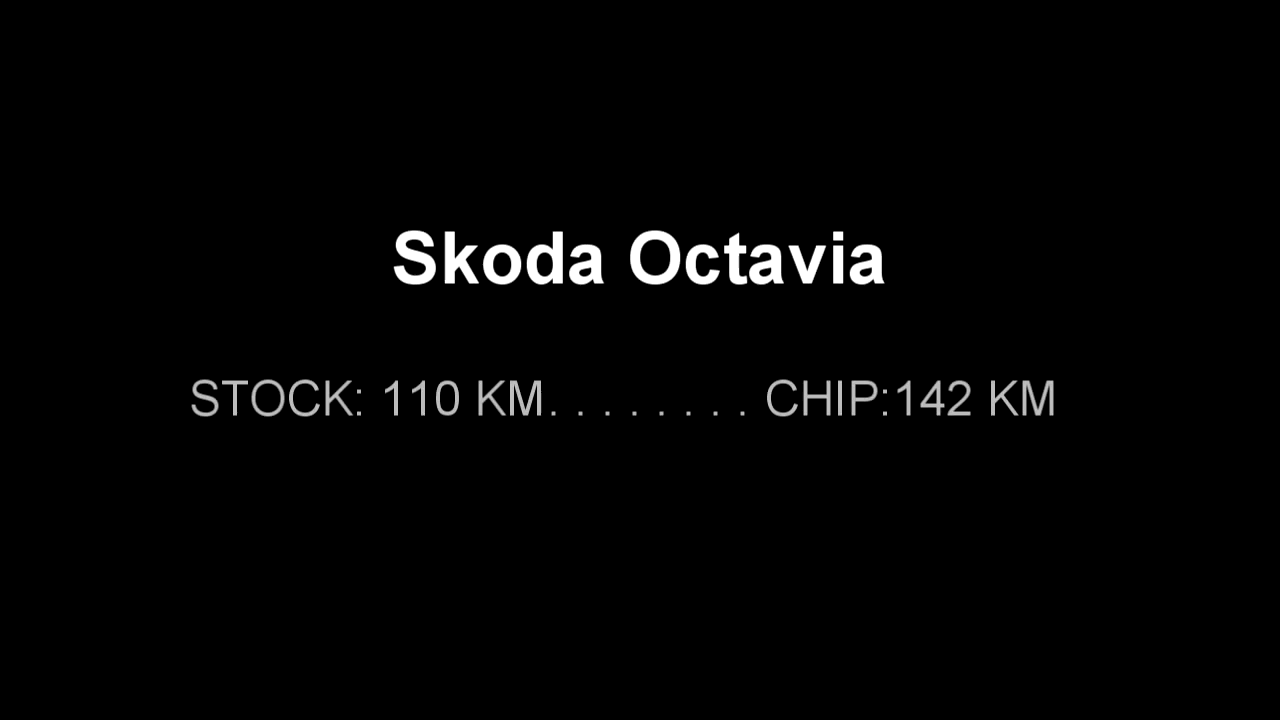 Skoda Octavia
STOCK: 110 KM. . . . . . . . CHIP:142 KM